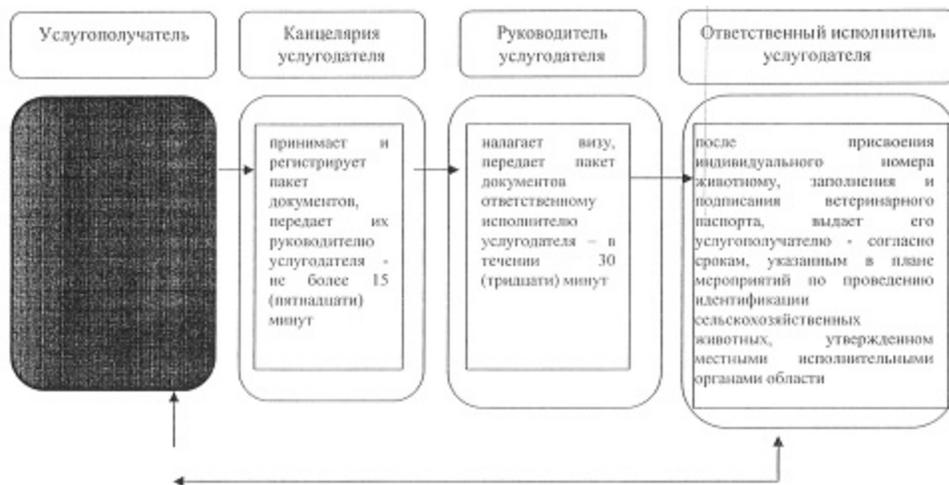 Услугополучатель
Канцелярия
услугодателя
Руководитель
услугодателя
Ответственный исполнитель
услугодателя
принимает и
регистрирует
пакет
документов,
передает их
руководителю
услугодателя -
не более 15
(пятнадцати)
минут
налагает визу,
передает пакет
документов
ответственному
исполнителю
услугодателя – в
течении 30
(тридцати) минут
после присвоения
индивидуального номера
животному, заполнения и
подписания ветеринарного
паспорта, выдает его
услугополучателю - согласно
срокам, указанным в плане
мероприятий по проведению
идентификации
сельскохозяйственных
животных, утвержденном
местными исполнительными
органами области